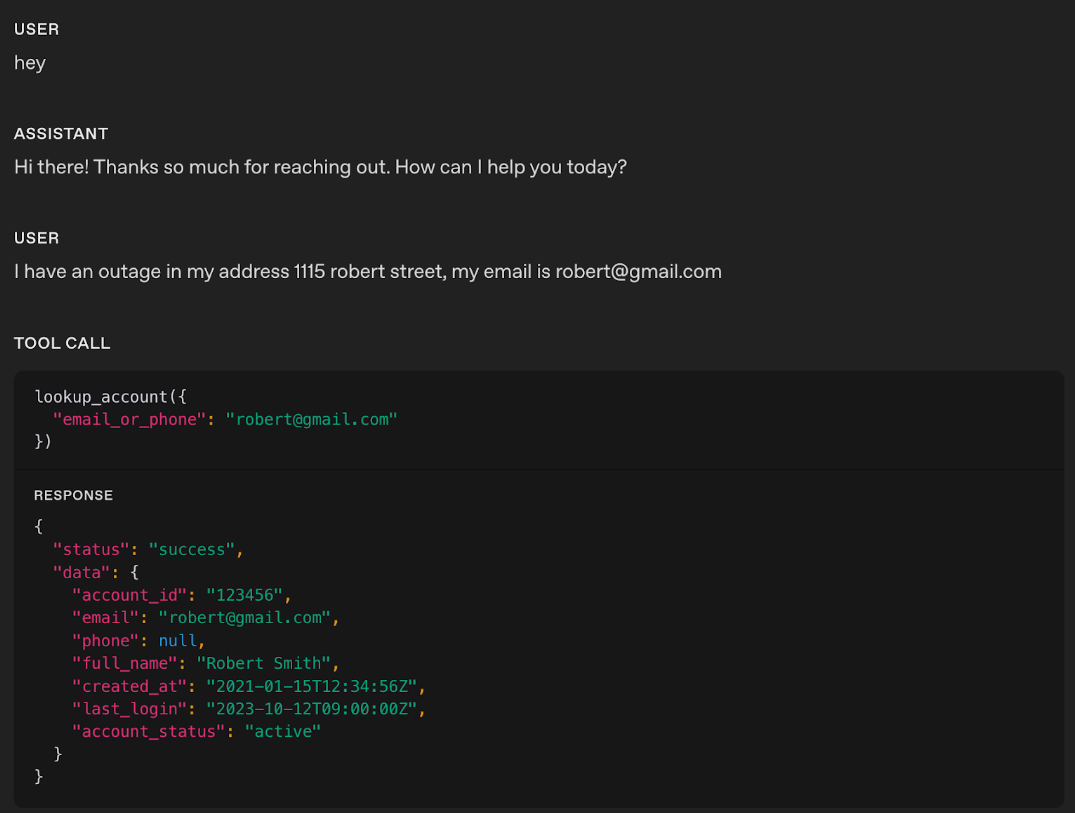 USER
hey
ASSISTANT
Hi there! Thanks so much for reaching out. How can I help you today?
USER
I have an outage in my address 1115 robert street, my email is robert@gmail.com
TOOL CALL
lookup_account({
  "email_or_phone": "robert@gmail.com"
})
RESPONSE
{
  "status": "success",
  "data": {
    "account_id": "123456",
    "email": "robert@gmail.com",
    "phone": null,
    "full_name": "Robert Smith",
    "created_at": "2021-01-15T12:34:56Z",
    "last_login": "2023-10-12T09:00:00Z",
    "account_status": "active"
  }
}